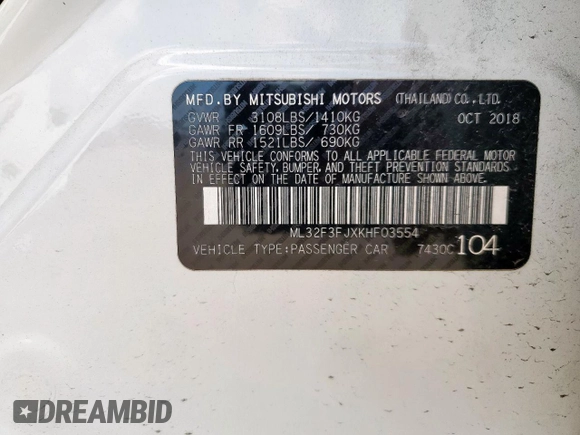 MFD.BY MITSUBISHI MOTORS (THAILAND) CO., LTD.
GVWR 3108LBS/1410KG OCT 2018
GAWR FR 1609LBS/ 730KG
GAWR RR 1521LBS/ 690KG
THIS VEHICLE CONFORMS TO ALL APPLICABLE FEDERAL MOTOR
VEHICLE SAFETY, BUMPER, AND THEFT PREVENTION STANDARDS
IN EFFECT ON THE DATE OF MANUFACTURE SHOWN ABOVE.
ML32F3FJXKHF03554
VEHICLE TYPE:PASSENGER CAR 7430C 104
DREAMBID